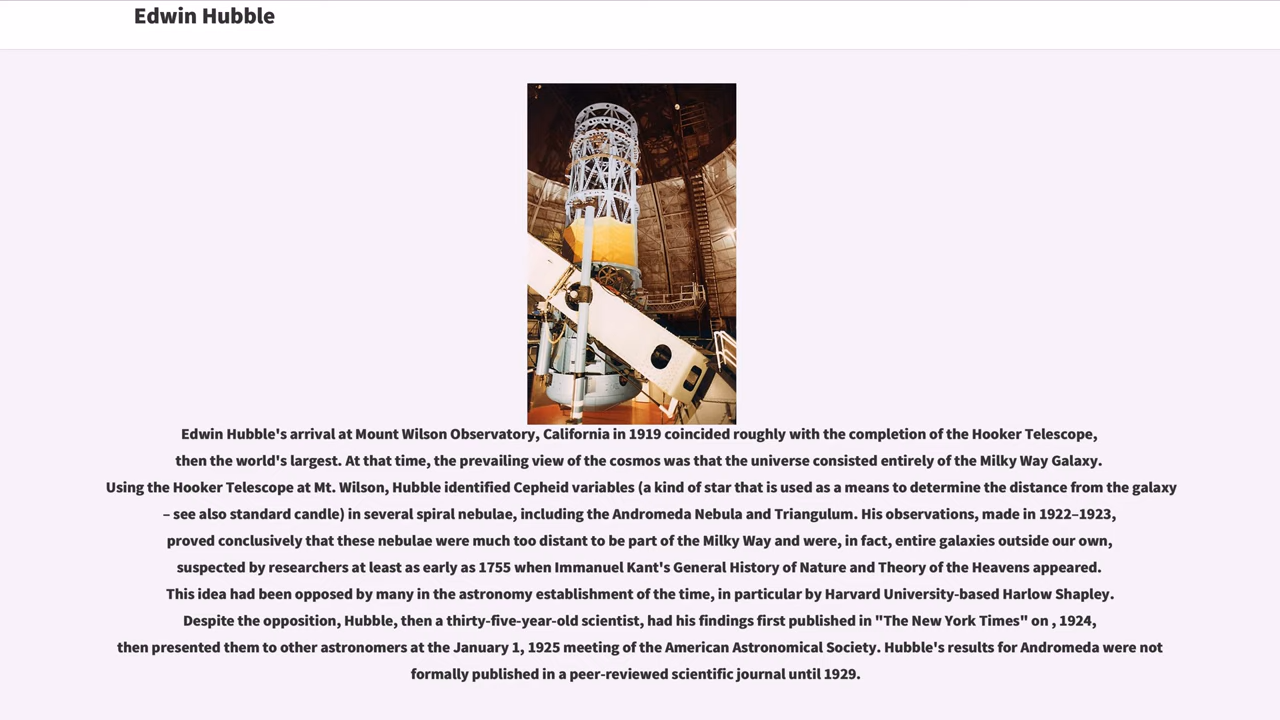 Edwin Hubble
Edwin Hubble's arrival at Mount Wilson Observatory, California in 1919 coincided roughly with the completion of the Hooker Telescope,
then the world's largest. At that time, the prevailing view of the cosmos was that the universe consisted entirely of the Milky Way Galaxy.
Using the Hooker Telescope at Mt. Wilson, Hubble identified Cepheid variables (a kind of star that is used as a means to determine the distance from the galaxy
– see also standard candle) in several spiral nebulae, including the Andromeda Nebula and Triangulum. His observations, made in 1922–1923,
proved conclusively that these nebulae were much too distant to be part of the Milky Way and were, in fact, entire galaxies outside our own,
suspected by researchers at least as early as 1755 when Immanuel Kant's General History of Nature and Theory of the Heavens appeared.
This idea had been opposed by many in the astronomy establishment of the time, in particular by Harvard University-based Harlow Shapley.
Despite the opposition, Hubble, then a thirty-five-year-old scientist, had his findings first published in "The New York Times" on , 1924,
then presented them to other astronomers at the January 1, 1925 meeting of the American Astronomical Society. Hubble's results for Andromeda were not
formally published in a peer-reviewed scientific journal until 1929.